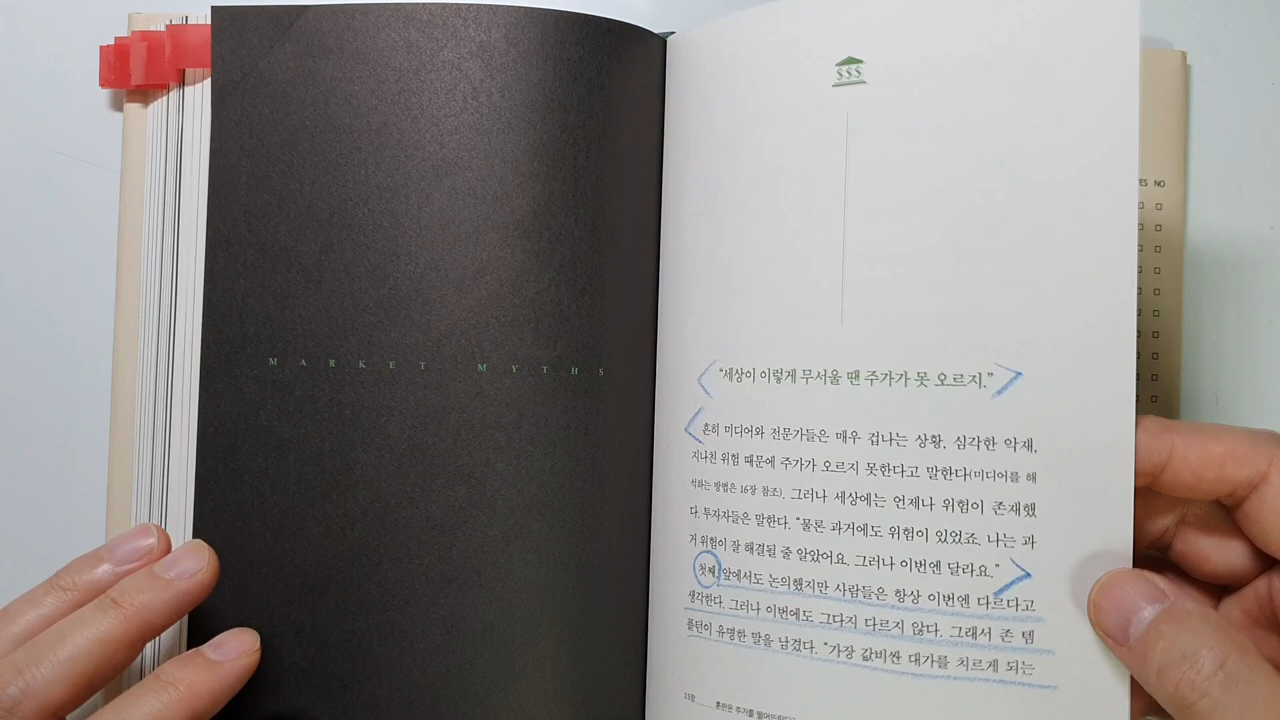 MARKET MYTHS
$$$
YES NO
“세상이 이렇게 무서울 땐 주가가 못 오르지.”
흔히 미디어와 전문가들은 매우 겁나는 상황, 심각한 악재,
지나친 위험 때문에 주가가 오르지 못한다고 말한다(미디어를 해
석하는 방법은 16장 참조). 그러나 세상에는 언제나 위험이 존재했
다. 투자자들은 말한다. “물론 과거에도 위험이 있었죠. 나는 과
거 위험이 잘 해결될 줄 알았어요. 그러나 이번엔 달라요.”
첫째, 앞에서도 논의했지만 사람들은 항상 이번엔 다르다고
생각한다. 그러나 이번에도 그다지 다르지 않다. 그래서 존 템
플턴이 유명한 말을 남겼다. “가장 값비싼 대가를 치르게 되는
15장 혼란은 주가를